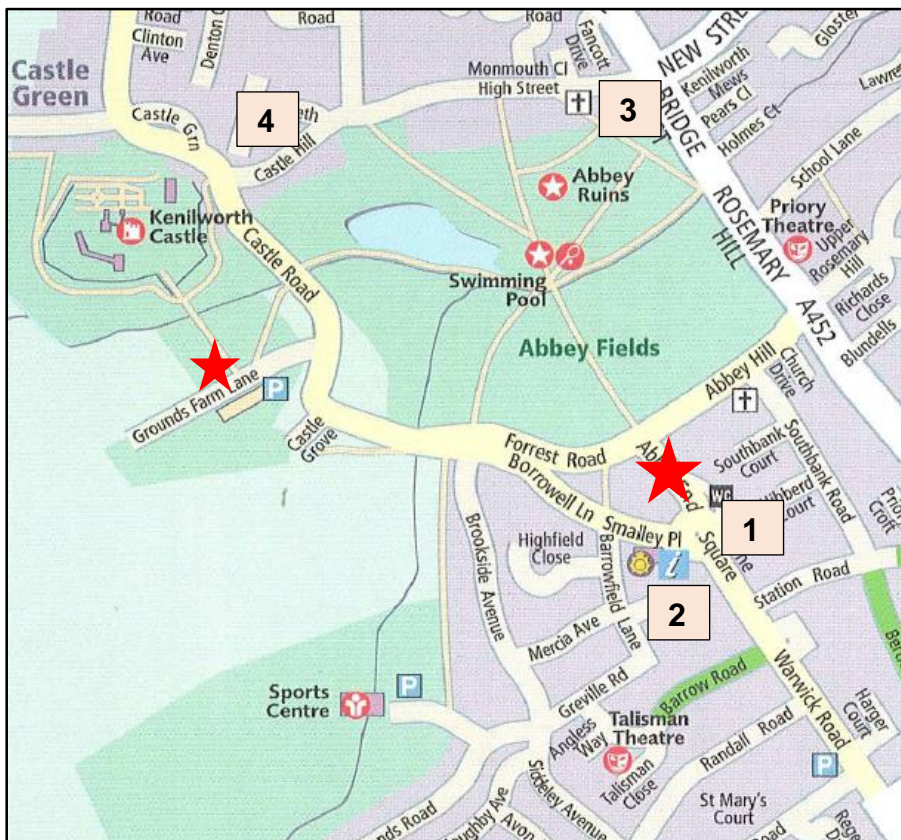 Road
Clinton
Ave
Road
Road
Fancott
Drive
NEW
Castle
Green
Monmouth Cl
High Street
Kenilworth
Mews
Pears Cl
Holmes Ct
BRIDGE
4
3
Castle Grn
Castle Hill
School Lane
Abbey
Ruins
Kenilworth
Castle
Priory
Theatre
ROSEMARY
HILL
Upper
Rosemary
Hill
Castle Road
Swimming
Pool
A452
Richards
Close
Blundells
Abbey Fields
Abbey Hill
Church
Drive
Grounds Farm Lane
P
Castle
Grove
Forrest Road
Southbank
Court
Southbank Road
Borrowell Ln
Smalley Pl
Square
1
Highfield
Close
i
Barrowfield Lane
Brookside Avenue
Station Road
2
Mercia Ave
Greville Rd
Barrow Road
Warwick Road
P
Sports
Centre
Angless
Way
Talisman
Theatre
Randall Road
Harger
Court
Talisman
Close
Siddeley Avenue
P
St Mary's
Court
Road
Avon